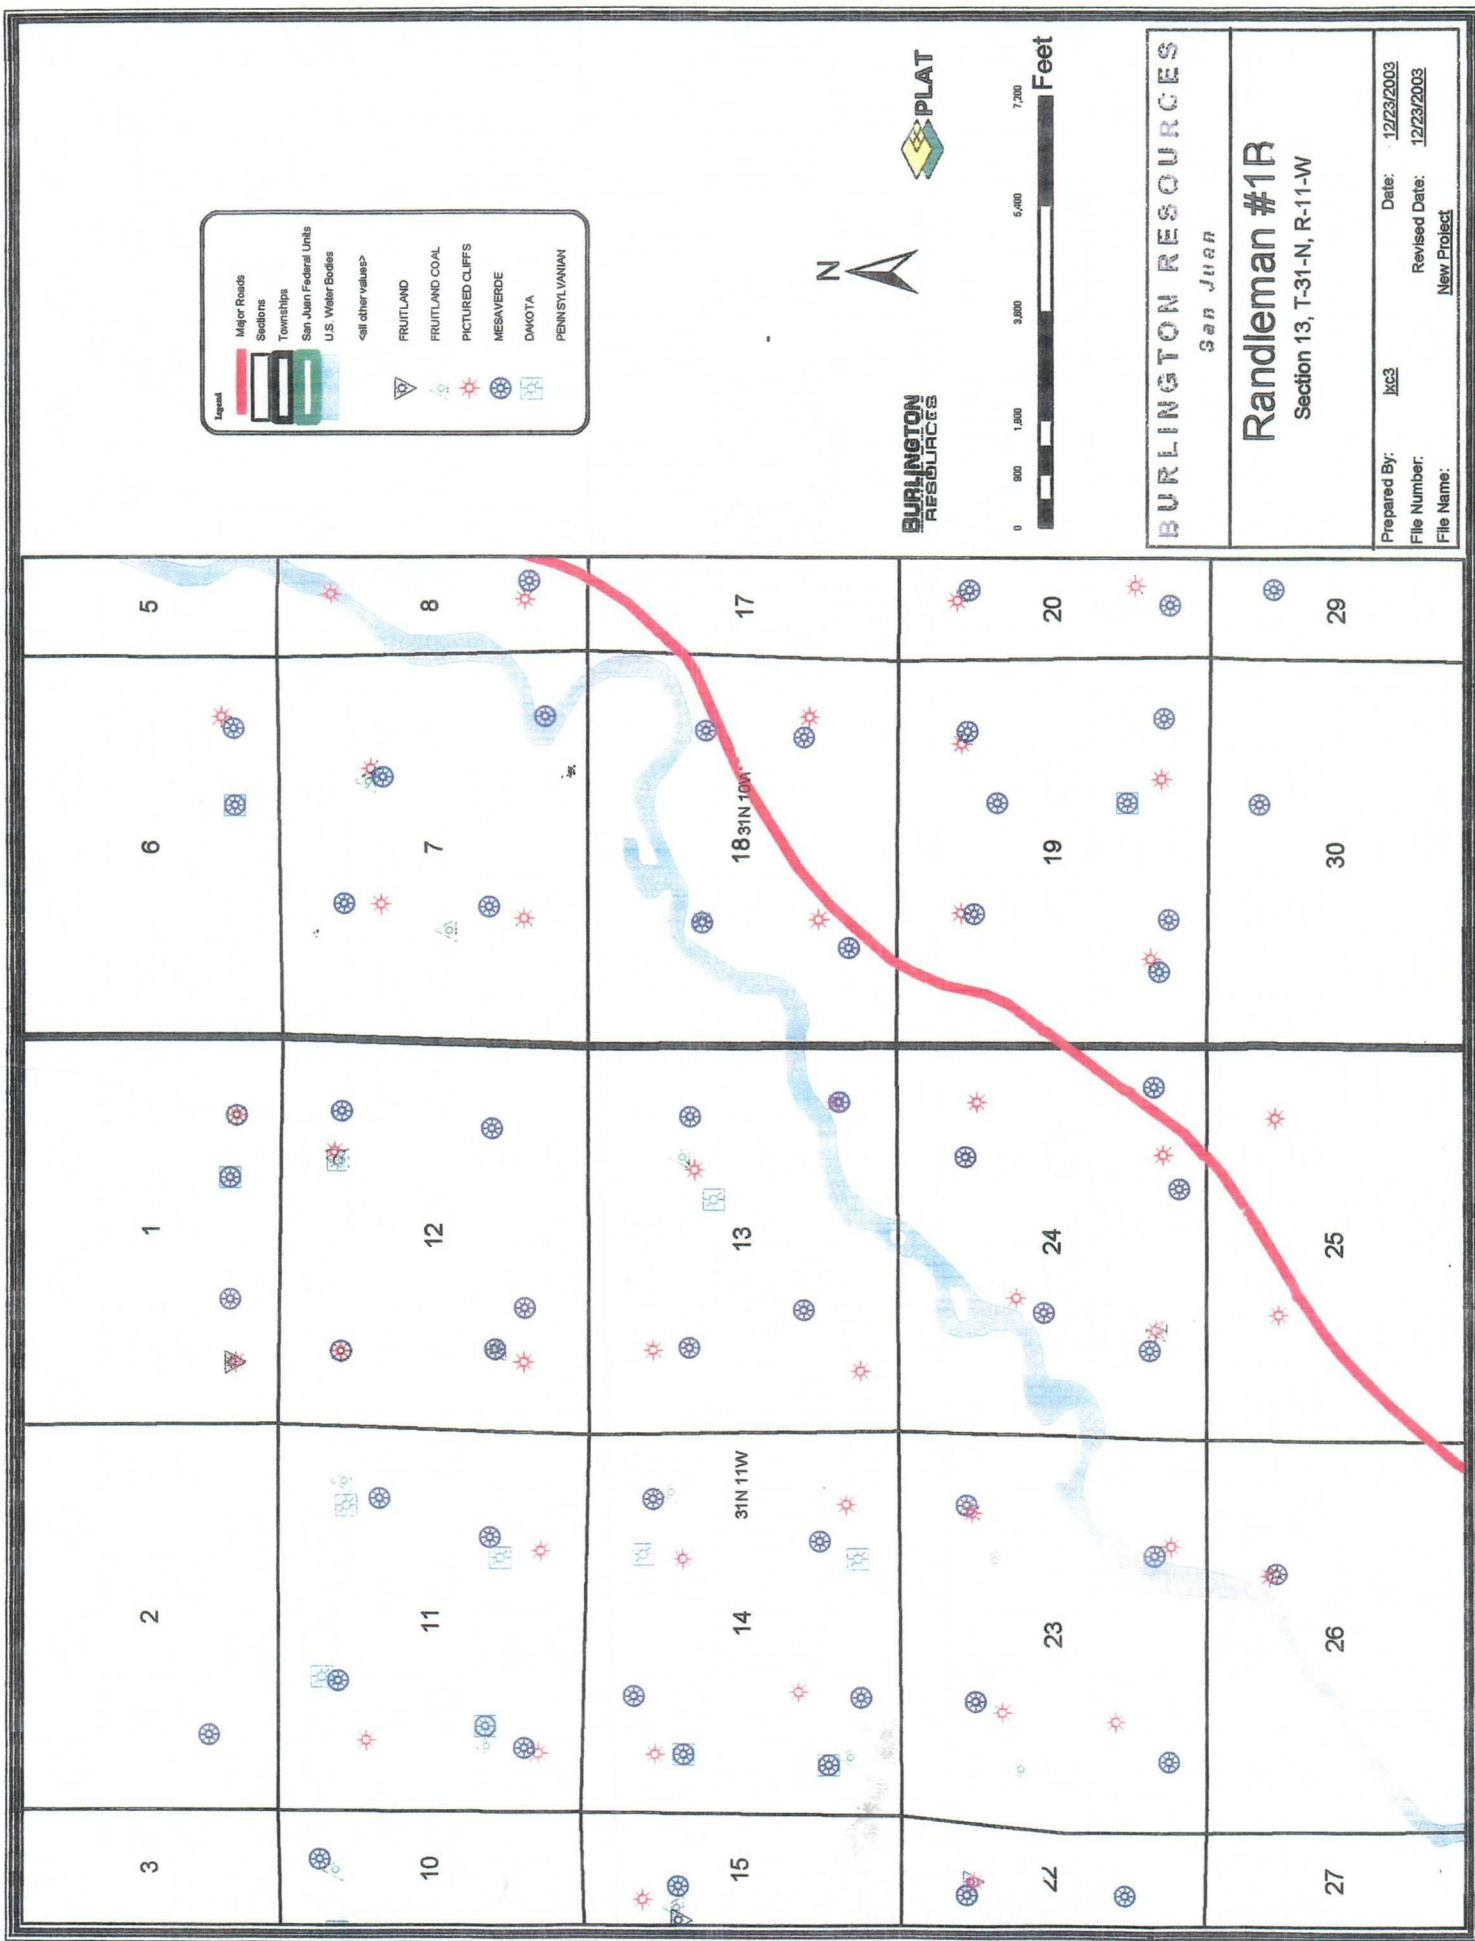 3
2
1
6
5
10
11
12
7
8
15
14
13
18
17
31N 11W
31N 10W
22
23
24
19
20
27
26
25
30
29
Legend
Major Roads
Sections
Townships
San Juan Federal Units
U.S. Water Bodies
<all other values>
FRUITLAND
FRUITLAND COAL
PICTURED CLIFFS
MESAVERDE
DAKOTA
PENNSYLVANIAN
N
BURLINGTON
RESOURCES
PLAT
0 900 1,800 3,600 5,400 7,200
Feet
BURLINGTON RESOURCES
San Juan
Randleman #1R
Section 13, T-31-N, R-11-W
Prepared By: jxc3 Date: 12/23/2003
File Number: Revised Date: 12/23/2003
File Name: New Project